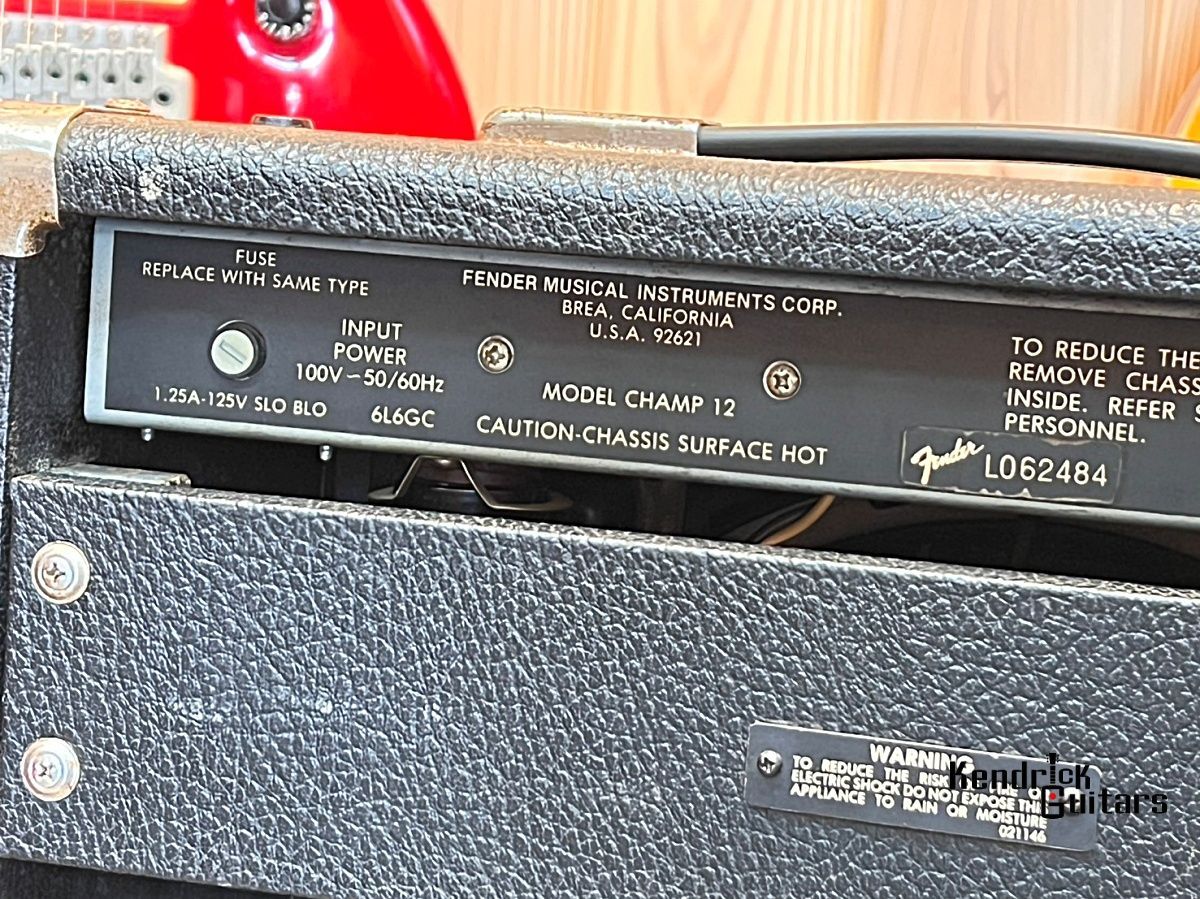 FUSE
REPLACE WITH SAME TYPE
INPUT
POWER
100V~50/60Hz
1.25A-125V SLO BLO
6L6GC
FENDER MUSICAL INSTRUMENTS CORP.
BREA, CALIFORNIA
U.S.A. 92621
MODEL CHAMP 12
CAUTION-CHASSIS SURFACE HOT
TO REDUCE THE
REMOVE CHASS
INSIDE. REFER S
PERSONNEL.
Fender L062484
WARNING
TO REDUCE THE RISK
ELECTRIC SHOCK DO NOT EXPOSE THI
APPLIANCE TO RAIN OR MOISTURE
021146
Kendrick
Guitars